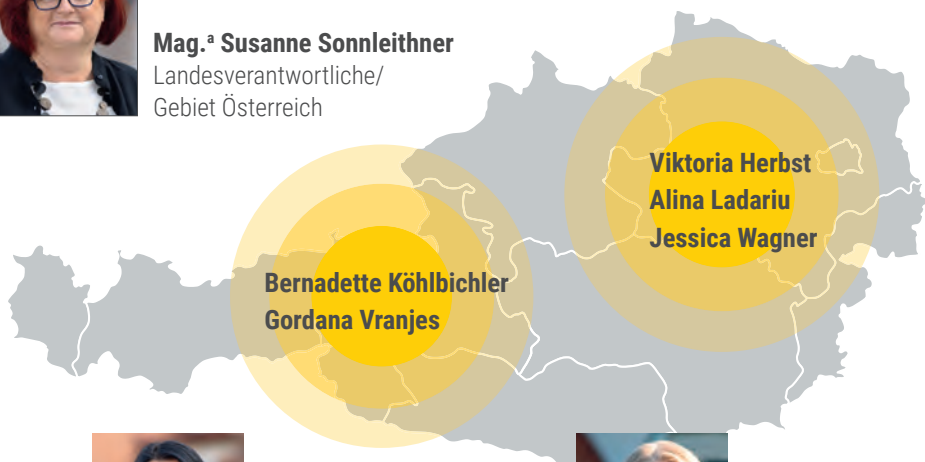 Mag.ª Susanne Sonnleithner
Landesverantwortliche/
Gebiet Österreich
Viktoria Herbst
Alina Ladariu
Jessica Wagner
Bernadette Köhlbichler
Gordana Vranjes